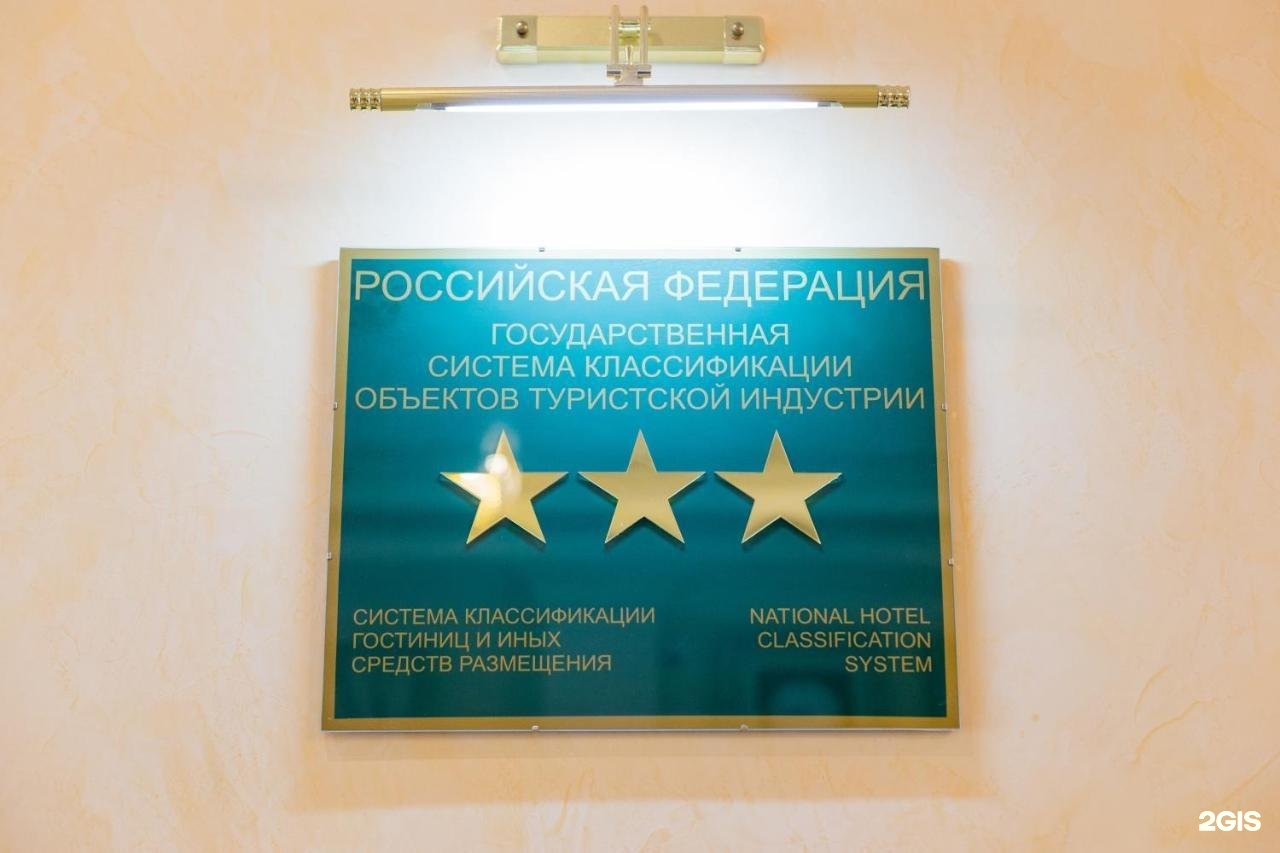 РОССИЙСКАЯ ФЕДЕРАЦИЯ
ГОСУДАРСТВЕННАЯ
СИСТЕМА КЛАССИФИКАЦИИ
ОБЪЕКТОВ ТУРИСТСКОЙ ИНДУСТРИИ
СИСТЕМА КЛАССИФИКАЦИИ
ГОСТИНИЦ И ИНЫХ
СРЕДСТВ РАЗМЕЩЕНИЯ
NATIONAL HOTEL
CLASSIFICATION
SYSTEM
2GIS